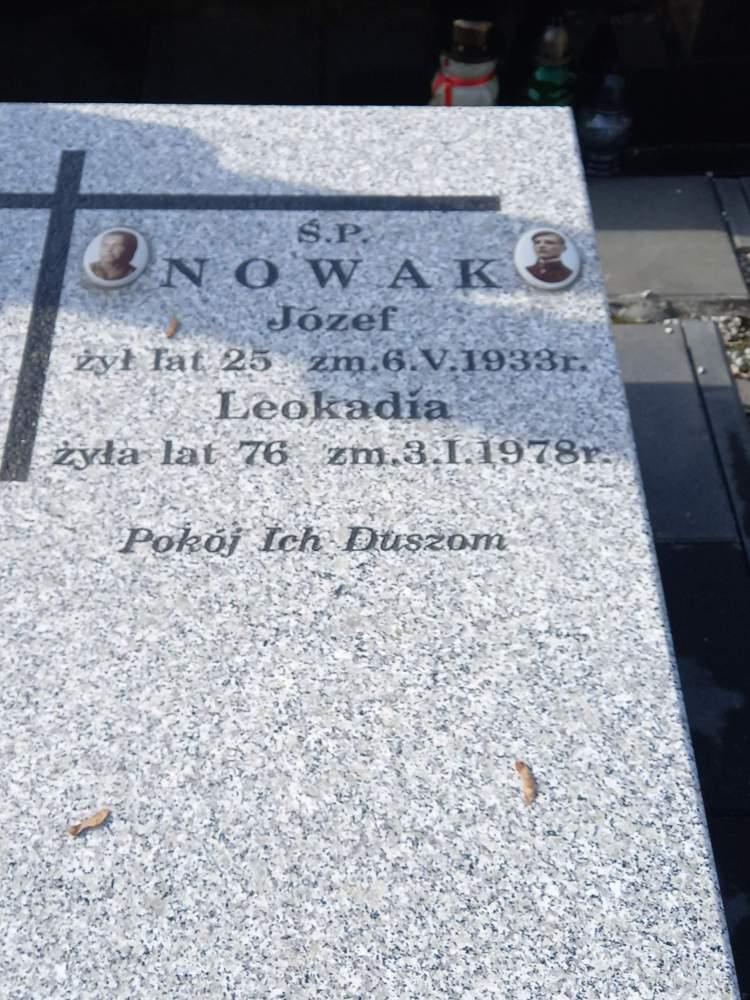 Ś.P.
NOWAK
Józef
żył lat 25 zm.6.V.1933r.
Leokadia
żyła lat 76 zm.3.I.1978r.
Pokój Ich Duszom